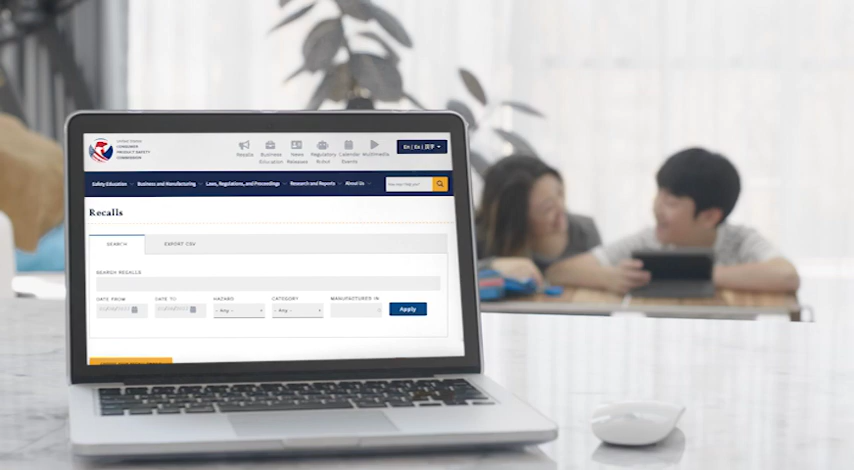 United States
CONSUMER
PRODUCT SAFETY
COMMISSION
Recalls
Business
Education
News
Releases
Regulatory
Robot
Calendar
Events
Multimedia
En | Es | 汉字
Safety Education
Business and Manufacturing
Laws, Regulations, and Proceedings
Research and Reports
About Us
Recalls
SEARCH
EXPORT CSV
SEARCH RECALLS
DATE FROM
DATE TO
HAZARD
CATEGORY
MANUFACTURED IN
- Any -
- Any -
Apply